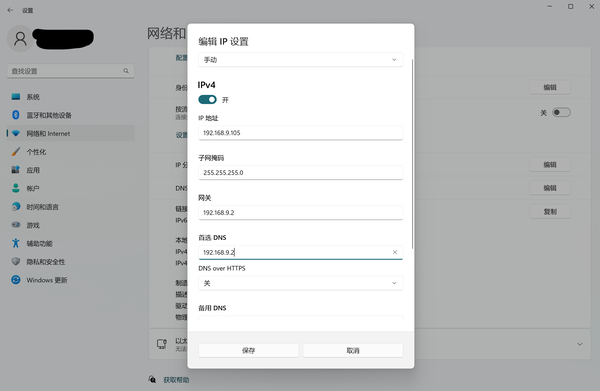 设置
网络和
查找设置
系统
蓝牙和其他设备
网络和 Internet
个性化
应用
帐户
时间和语言
游戏
辅助功能
隐私和安全性
Windows 更新
配置
身份
编辑
按流
连接
关
设置
IP 分
编辑
DNS
编辑
链接
复制
IPv6
本地
IPv4
IPv4
制造
描述
驱动
物理
以太
无法
获取帮助
编辑 IP 设置
手动
IPv4
开
IP 地址
192.168.9.105
子网掩码
255.255.255.0
网关
192.168.9.2
首选 DNS
192.168.9.2
DNS over HTTPS
关
备用 DNS
保存
取消